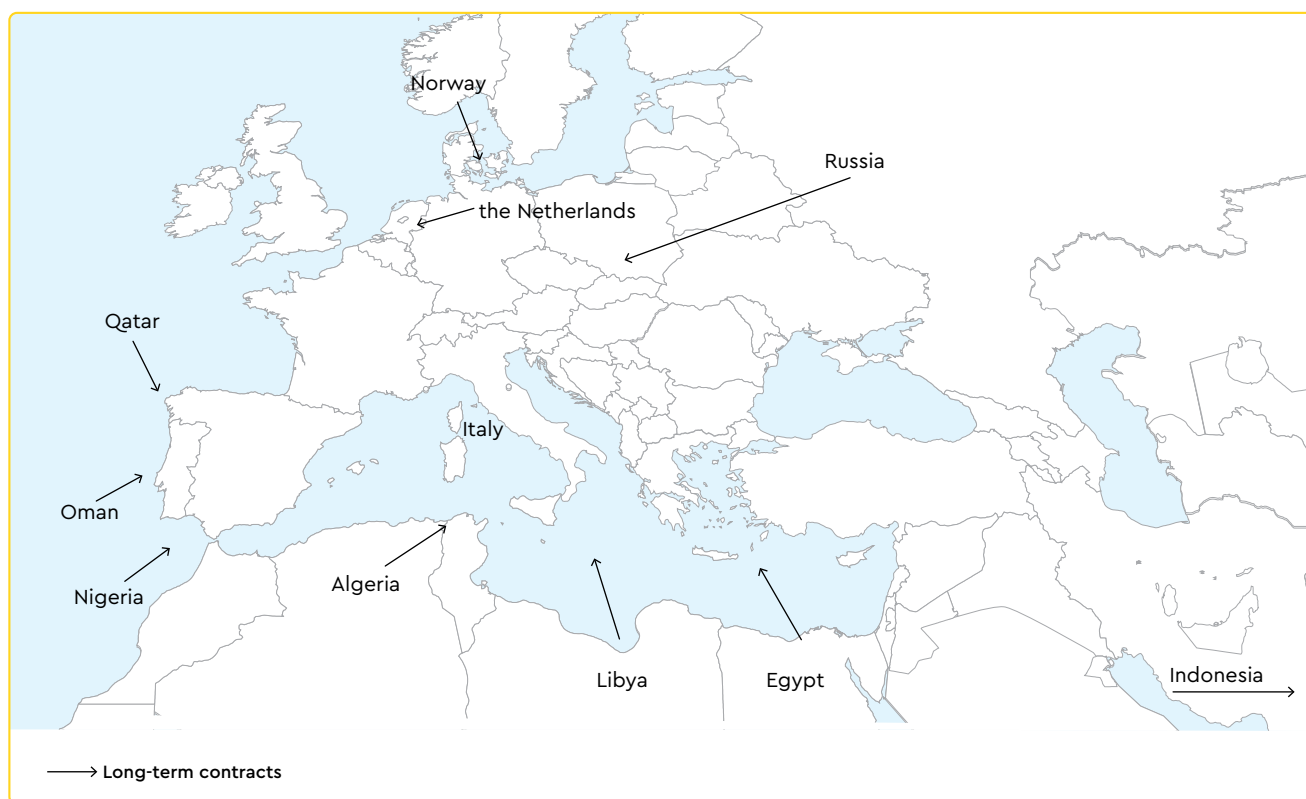 Norway
Russia
the Netherlands
Qatar
Italy
Oman
Algeria
Nigeria
Libya
Egypt
Indonesia
Long-term contracts